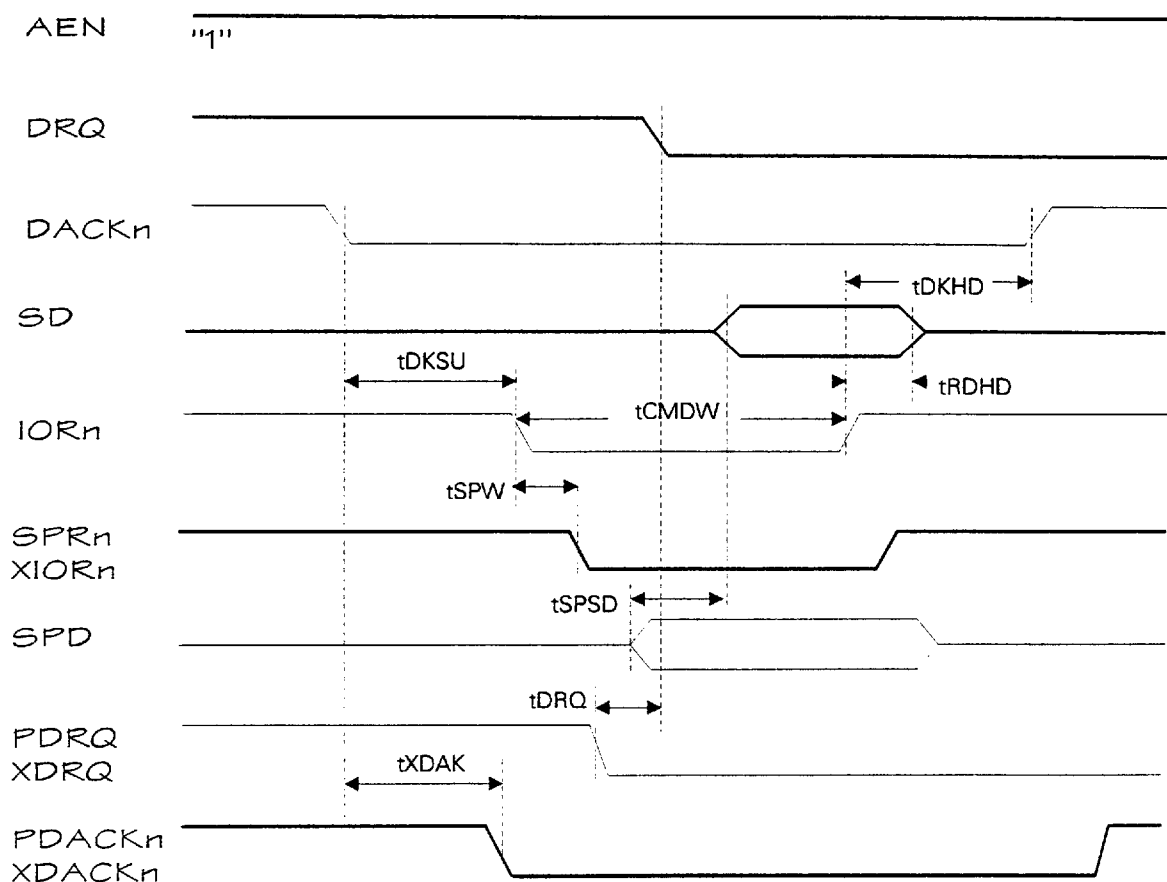 AEN
"1"
DRQ
DACKn
tDKHD
SD
tDKSU
tRDHD
tCMDW
IORn
tSPW
SPRn
XIORn
tSPSD
SPD
tDRQ
PDRQ
XDRQ
tXDAK
PDACKn
XDACKn